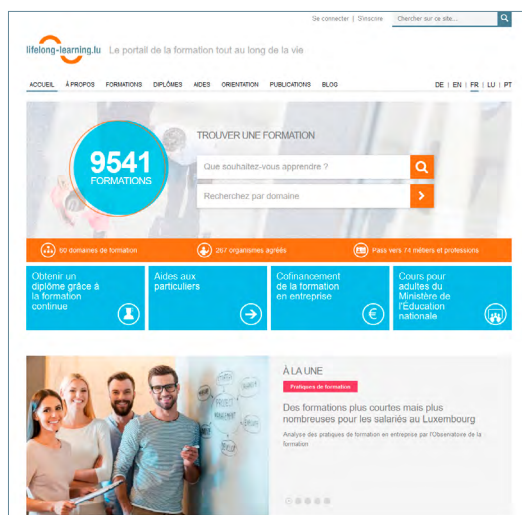 Se connecter | S'inscrire
Chercher sur ce site...
lifelong-learning.lu Le portail de la formation tout au long de la vie
ACCUEIL À PROPOS FORMATIONS DIPLÔMES AIDES ORIENTATION PUBLICATIONS BLOG
DE | EN | FR | LU | PT
TROUVER UNE FORMATION
9541
FORMATIONS
Que souhaitez-vous apprendre ?
Recherchez par domaine
60 domaines de formation
267 organismes agréés
Pass vers 74 métiers et professions
Obtenir un
diplôme grâce à
la formation
continue
Aides aux
particuliers
Cofinancement
de la formation
en entreprise
Cours pour
adultes du
Ministère de
l'Éducation
nationale
À LA UNE
Pratiques de formation
Des formations plus courtes mais plus
nombreuses pour les salariés au Luxembourg
Analyse des pratiques de formation en entreprise par l'Observatoire de la
formation
PROJECT